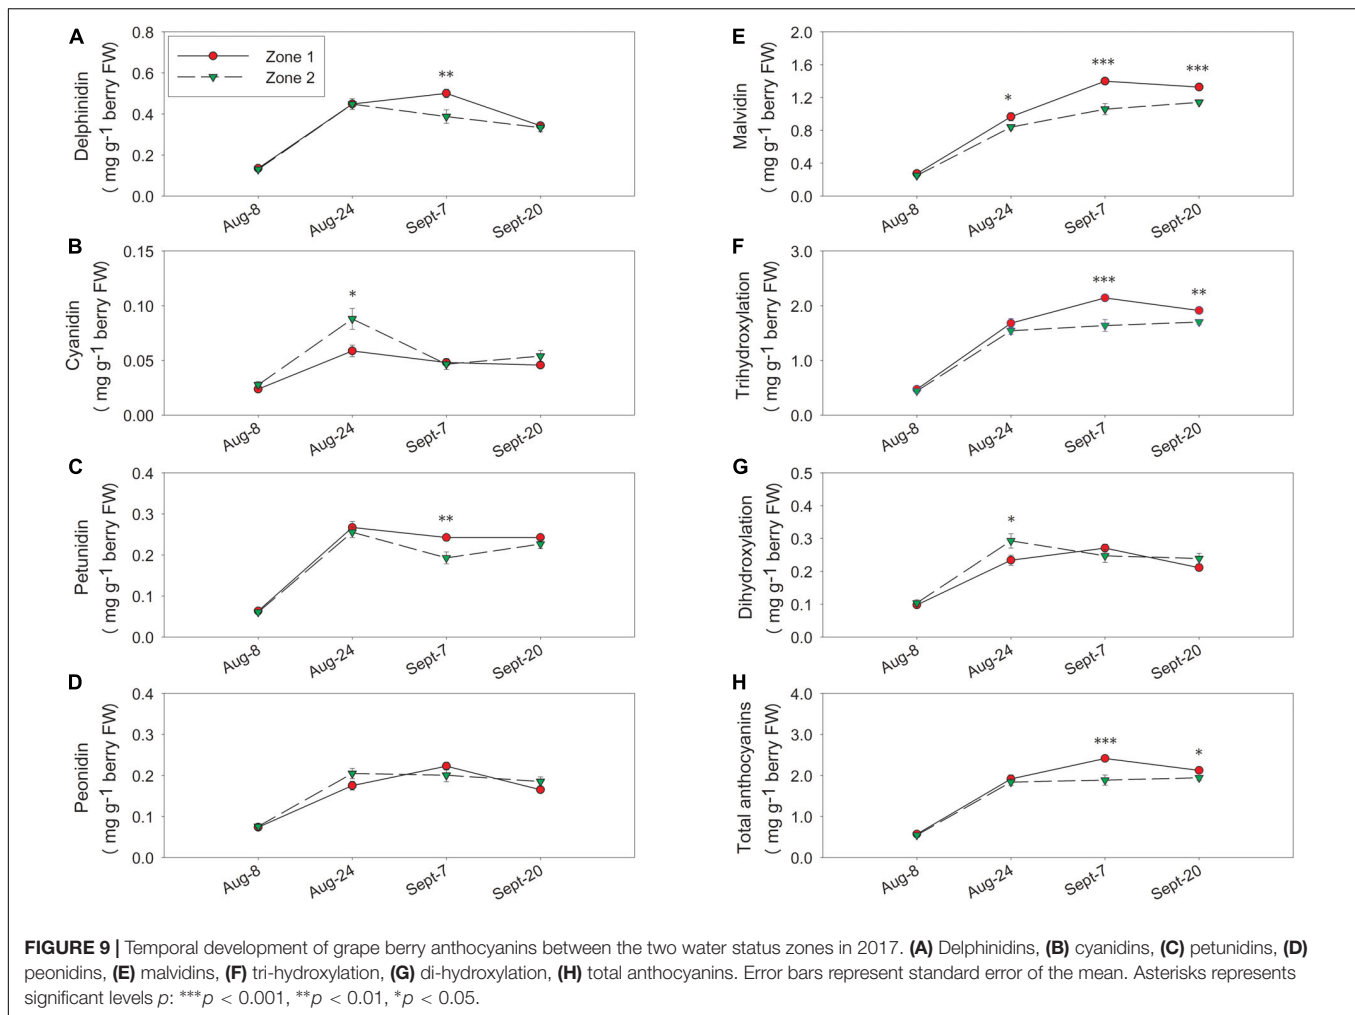 A
Delphinidin
( mg g-1 berry FW)
0.8
0.6
0.4
0.2
0.0
Zone 1
Zone 2
**
Aug-8
Aug-24
Sept-7
Sept-20
B
Cyanidin
( mg g-1 berry FW)
0.15
0.10
0.05
0.00
*
Aug-8
Aug-24
Sept-7
Sept-20
C
Petunidin
( mg g-1 berry FW)
0.4
0.3
0.2
0.1
0.0
**
Aug-8
Aug-24
Sept-7
Sept-20
D
Peonidin
( mg g-1 berry FW)
0.4
0.3
0.2
0.1
0.0
Aug-8
Aug-24
Sept-7
Sept-20
E
Malvidin
( mg g-1 berry FW)
2.0
1.6
1.2
0.8
0.4
0.0
*
***
***
Aug-8
Aug-24
Sept-7
Sept-20
F
Trihydroxylation
( mg g-1 berry FW)
3.0
2.0
1.0
0.0
***
**
Aug-8
Aug-24
Sept-7
Sept-20
G
Dihydroxylation
( mg g-1 berry FW)
0.5
0.4
0.3
0.2
0.1
0.0
*
Aug-8
Aug-24
Sept-7
Sept-20
H
Total anthocyanins
( mg g-1 berry FW)
4.0
3.0
2.0
1.0
0.0
***
*
Aug-8
Aug-24
Sept-7
Sept-20
FIGURE 9 | Temporal development of grape berry anthocyanins between the two water status zones in 2017. (A) Delphinidins, (B) cyanidins, (C) petunidins, (D)
peonidins, (E) malvidins, (F) tri-hydroxylation, (G) di-hydroxylation, (H) total anthocyanins. Error bars represent standard error of the mean. Asterisks represents
significant levels p: ***p < 0.001, **p < 0.01, *p < 0.05.